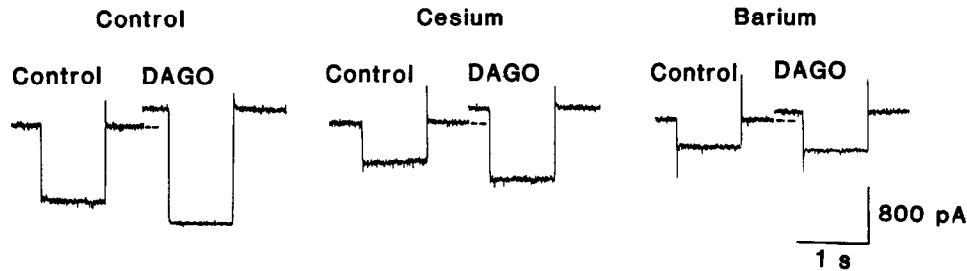 Control Cesium Barium
Control DAGO Control DAGO Control DAGO
800 pA
1 s